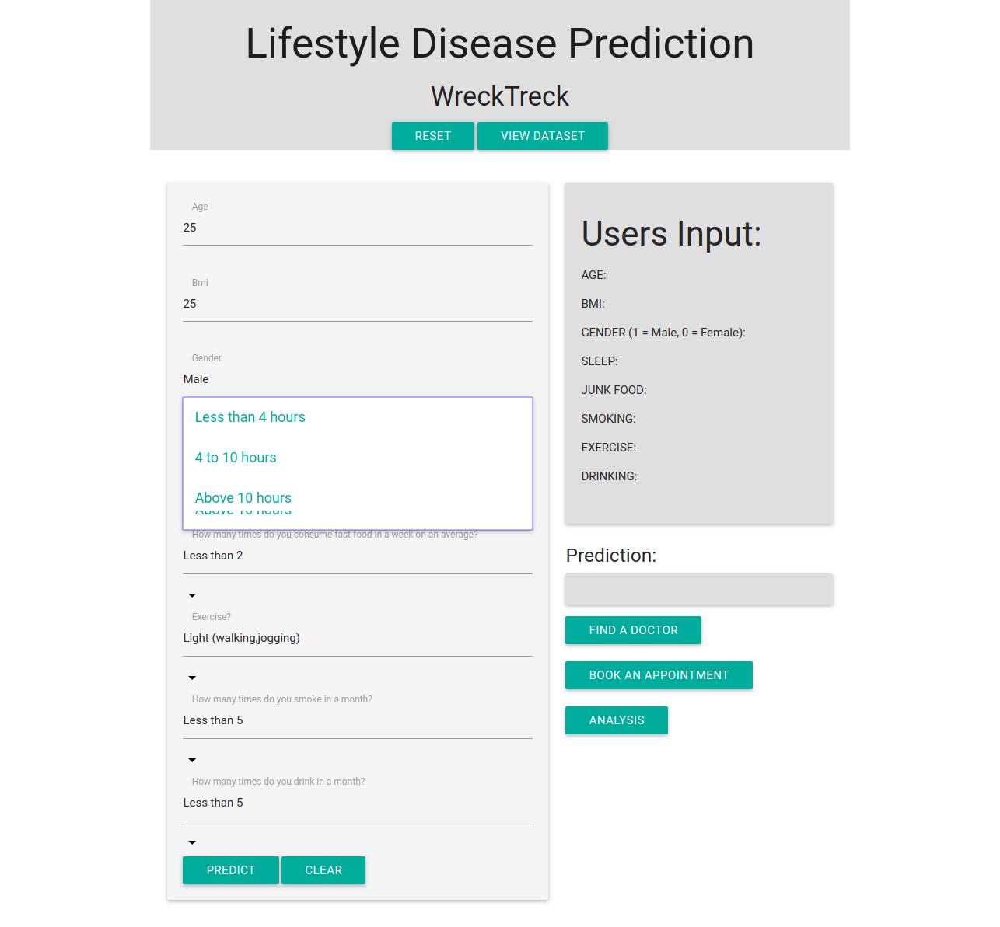 Lifestyle Disease Prediction
WreckTreck
RESET VIEW DATASET
Age
25
Bmi
25
Gender
Male
Less than 4 hours
4 to 10 hours
Above 10 hours
Above 10 hours
How many times do you consume fast food in a week on an average?
Less than 2
Exercise?
Light (walking,jogging)
How many times do you smoke in a month?
Less than 5
How many times do you drink in a month?
Less than 5
PREDICT CLEAR
Users Input:
AGE:
BMI:
GENDER (1 = Male, 0 = Female):
SLEEP:
JUNK FOOD:
SMOKING:
EXERCISE:
DRINKING:
Prediction:
FIND A DOCTOR
BOOK AN APPOINTMENT
ANALYSIS